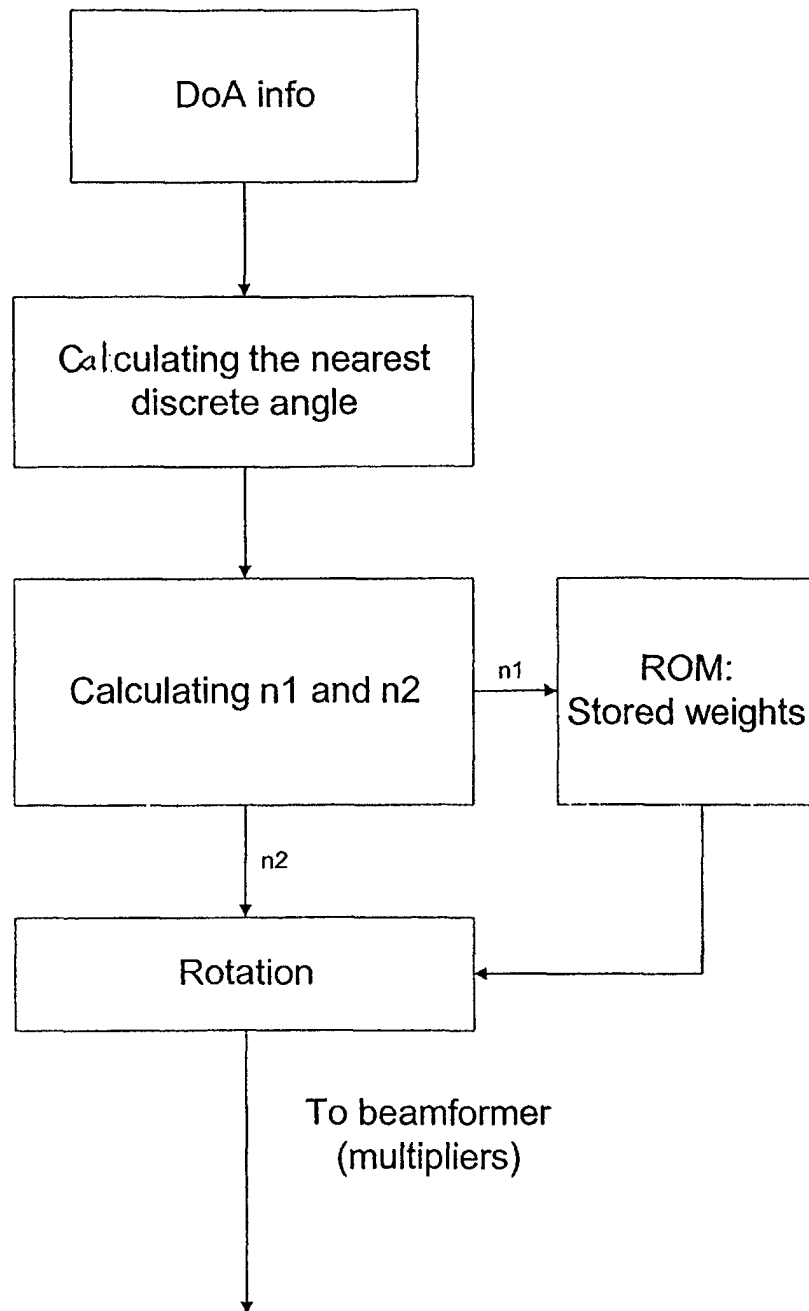 DoA info
Calculating the nearest
discrete angle
Calculating n1 and n2
n1
ROM:
Stored weights
n2
Rotation
To beamformer
(multipliers)